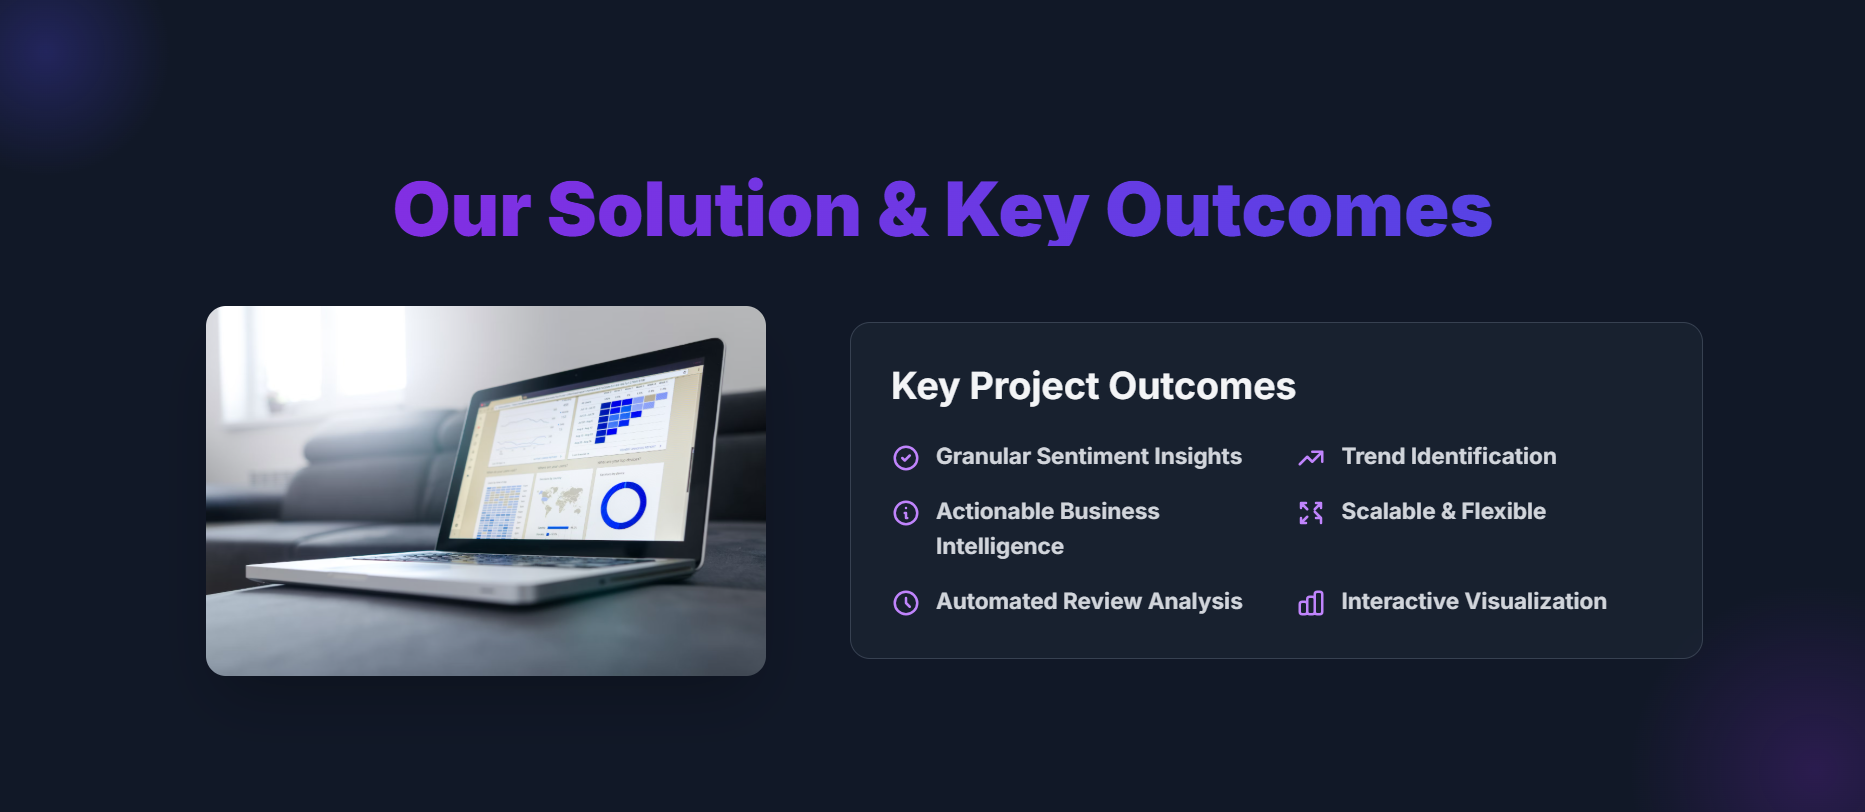 Our Solution & Key Outcomes
Key Project Outcomes
Granular Sentiment Insights
Trend Identification
Actionable Business
Intelligence
Scalable & Flexible
Automated Review Analysis
Interactive Visualization